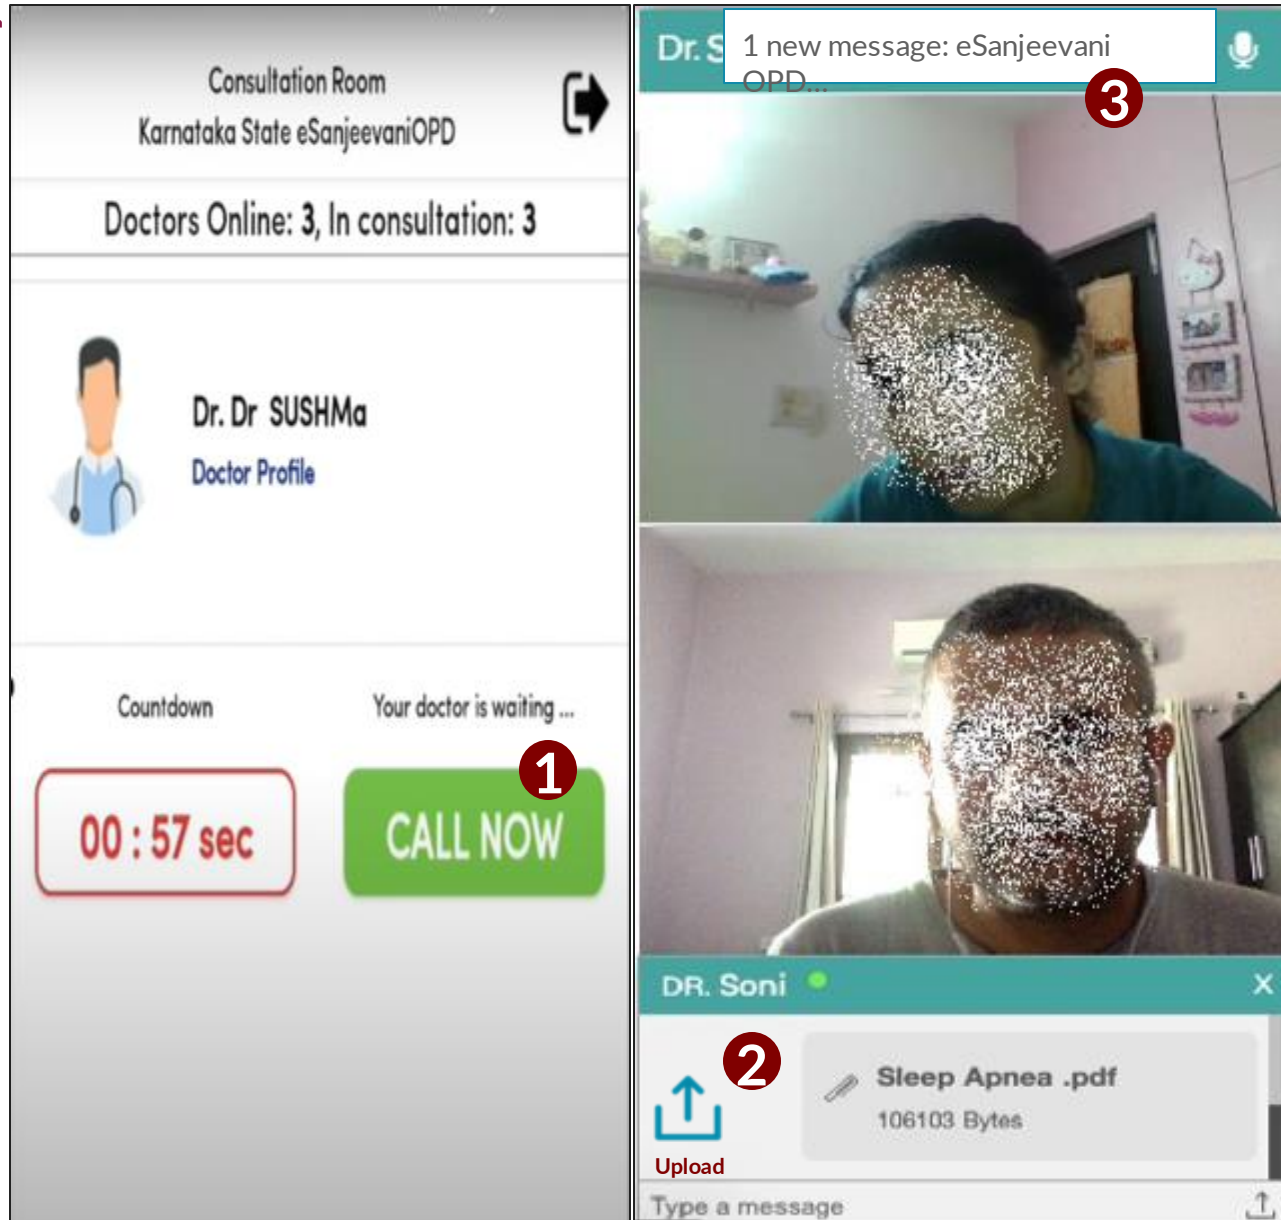 Consultation Room
Karnataka State eSanjeevaniOPD
Doctors Online: 3, In consultation: 3
Dr. Dr SUSHMa
Doctor Profile
Countdown
Your doctor is waiting ...
1
00 : 57 sec
CALL NOW
Dr. S
1 new message: eSanjeevani
OPD...
3
DR. Soni
X
2
Sleep Apnea .pdf
106103 Bytes
Upload
Type a message